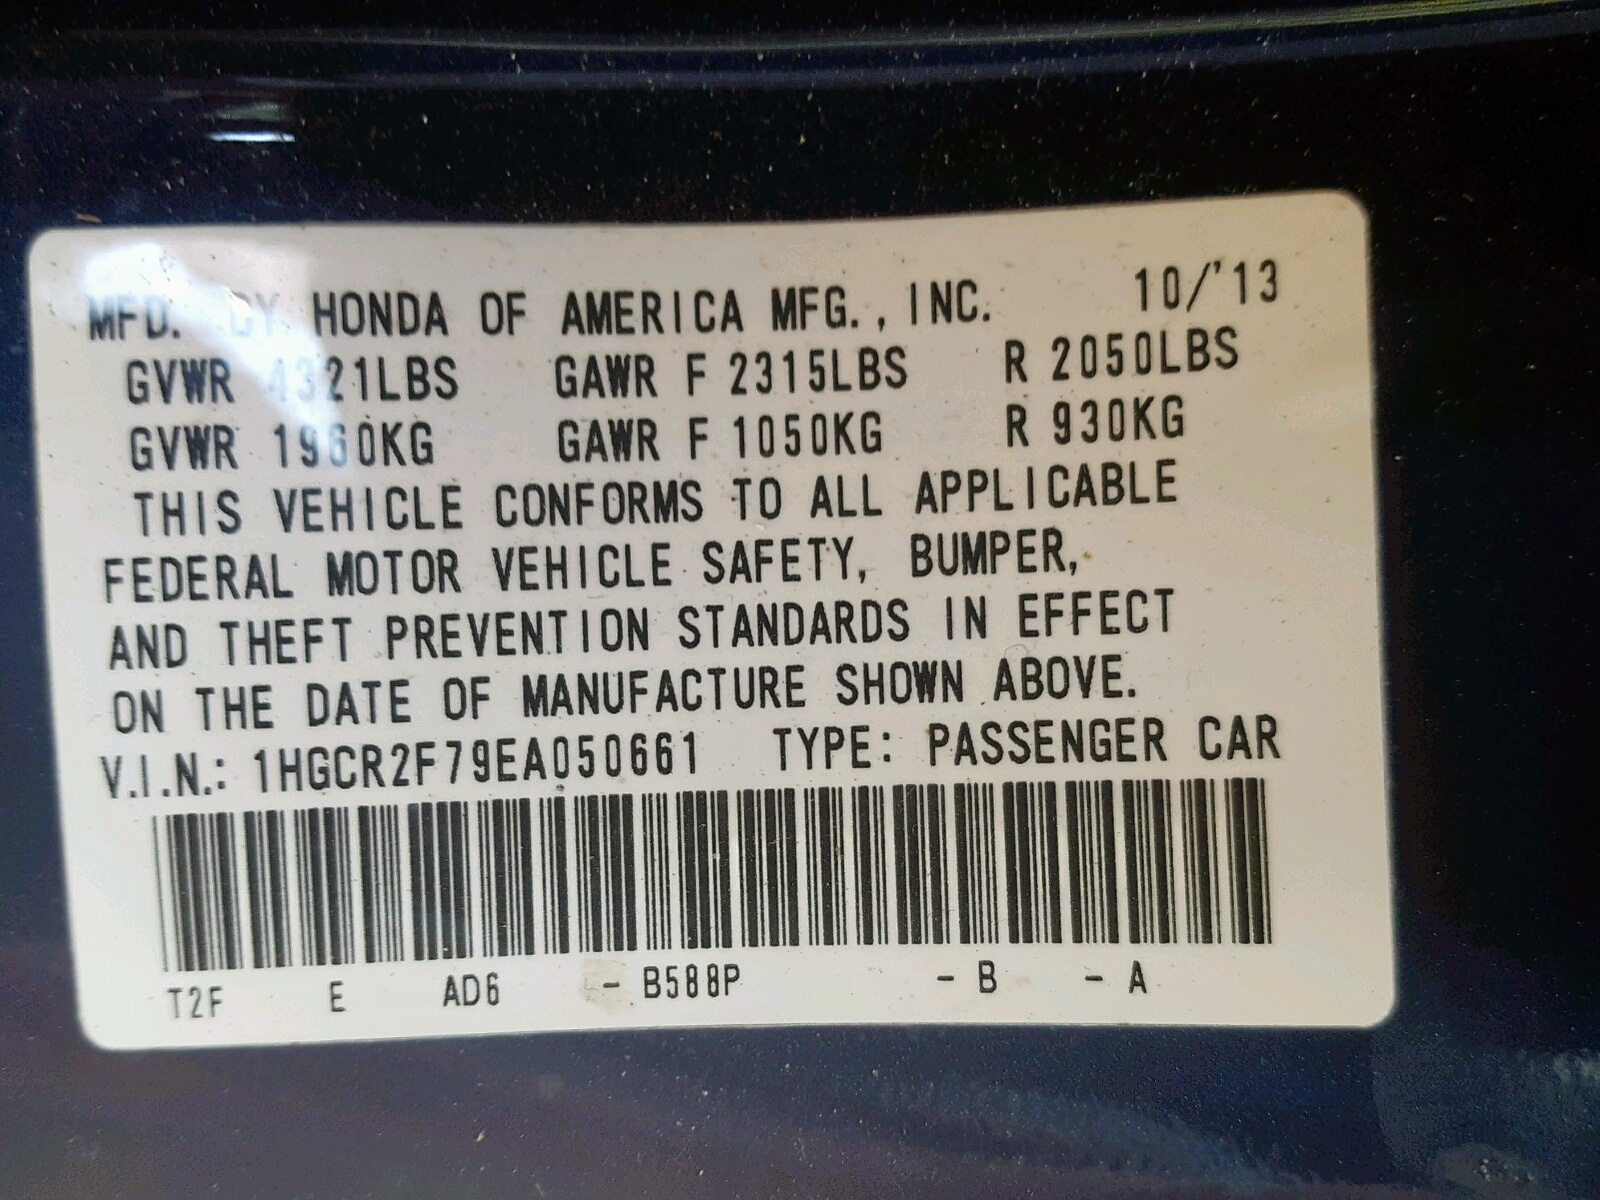 MFD. BY HONDA OF AMERICA MFG., INC. 10/'13
GVWR 4321LBS GAWR F 2315LBS R 2050LBS
GVWR 1960KG GAWR F 1050KG R 930KG
THIS VEHICLE CONFORMS TO ALL APPLICABLE
FEDERAL MOTOR VEHICLE SAFETY, BUMPER,
AND THEFT PREVENTION STANDARDS IN EFFECT
ON THE DATE OF MANUFACTURE SHOWN ABOVE.
V.I.N.: 1HGCR2F79EA050661 TYPE: PASSENGER CAR
T2F E AD6 - B588P - B - A